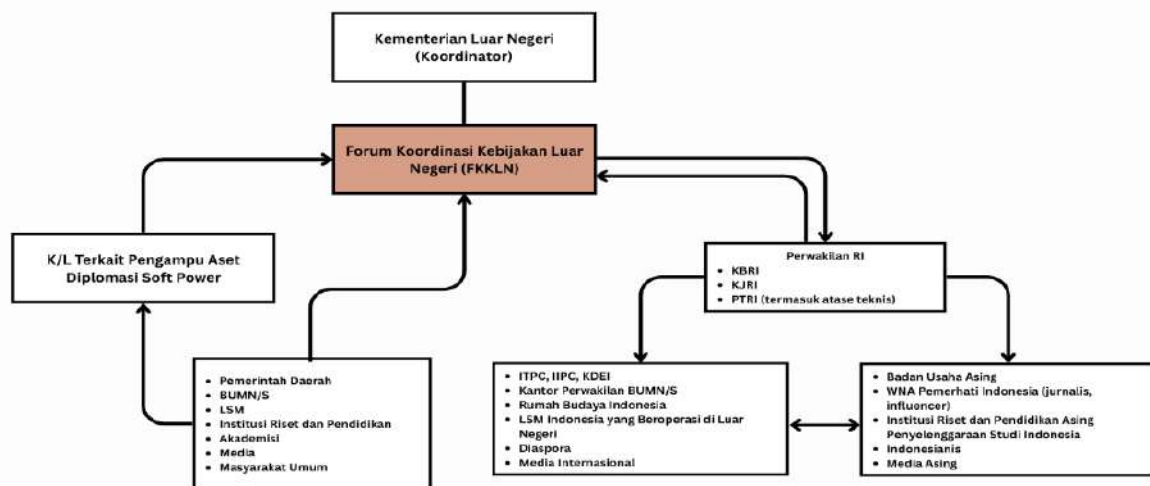 Kementerian Luar Negeri
(Koordinator)
Forum Koordinasi Kebijakan Luar
Negeri (FKKLN)
K/L Terkait Pengampu Aset
Diplomasi Soft Power
Perwakilan RI
• KBRI
• KJRI
• PTRI (termasuk atase teknis)
• Pemerintah Daerah
• BUMN/S
• LSM
• Institusi Riset dan Pendidikan
• Akademisi
• Media
• Masyarakat Umum
• ITPC, IIPC, KDEI
• Kantor Perwakilan BUMN/S
• Rumah Budaya Indonesia
• LSM Indonesia yang Beroperasi di Luar
Negeri
• Diaspora
• Media Internasional
• Badan Usaha Asing
• WNA Pemerhati Indonesia (jurnalis,
influencer)
• Institusi Riset dan Pendidikan Asing
Penyelenggaraan Studi Indonesia
• Indonesianis
• Media Asing